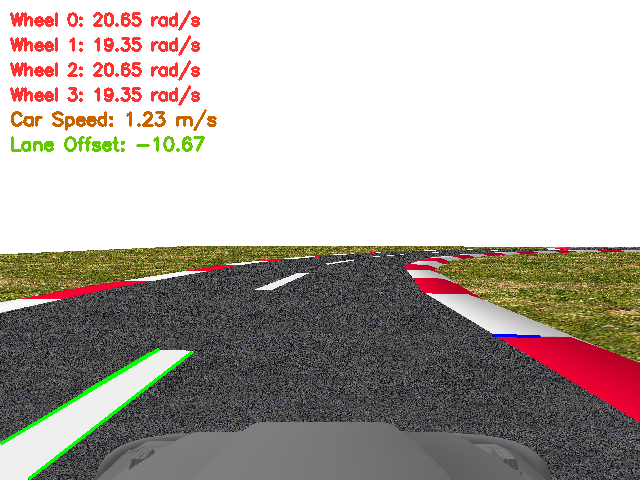 Wheel 0: 20.65 rad/s
Wheel 1: 19.35 rad/s
Wheel 2: 20.65 rad/s
Wheel 3: 19.35 rad/s
Car Speed: 1.23 m/s
Lane Offset: -10.67